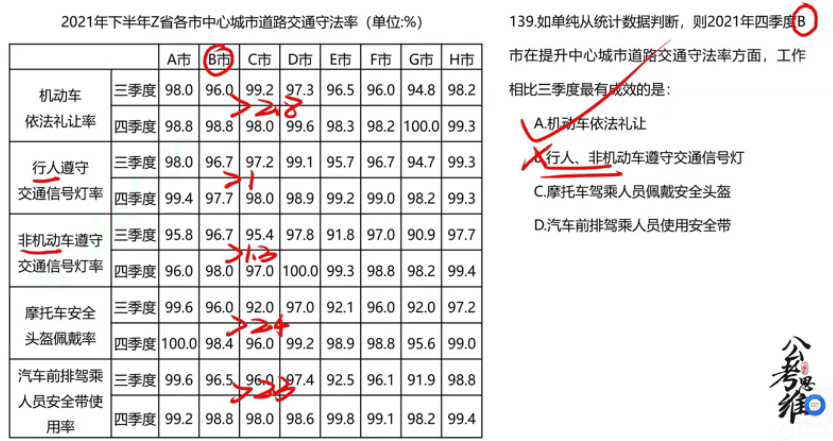 2021年下半年Z省各市中心城市道路交通守法率（单位:%）
A市 B市 C市 D市 E市 F市 G市 H市
机动车依法礼让率 三季度 98.0 96.0 99.2 97.3 96.5 96.0 94.8 98.2
四季度 98.8 98.8 98.0 99.6 98.3 98.2 100.0 99.3
>2.8
行人遵守交通信号灯率 三季度 98.0 96.7 97.2 99.1 95.7 96.7 94.7 99.3
四季度 99.4 97.7 98.0 98.9 99.2 99.0 98.2 99.3
>1
非机动车遵守交通信号灯率 三季度 95.8 96.7 95.4 97.8 91.8 97.0 90.9 97.7
四季度 96.0 98.0 97.0 100.0 99.3 98.8 98.2 99.4
>1.3
摩托车安全头盔佩戴率 三季度 99.6 96.0 92.0 97.0 92.1 96.0 92.0 97.2
四季度 100.0 98.4 96.0 99.2 98.9 98.8 95.6 99.0
>2.4
汽车前排驾乘人员安全带使用率 三季度 99.6 96.5 96.0 97.4 92.5 96.1 91.9 98.8
四季度 99.2 98.8 98.0 98.6 99.8 99.1 98.2 99.4
>2.3
139.如单纯从统计数据判断，则2021年四季度B
市在提升中心城市道路交通守法率方面，工作
相比三季度最有成效的是：
A.机动车依法礼让
B.行人、非机动车遵守交通信号灯
C.摩托车驾乘人员佩戴安全头盔
D.汽车前排驾乘人员使用安全带
公考思维